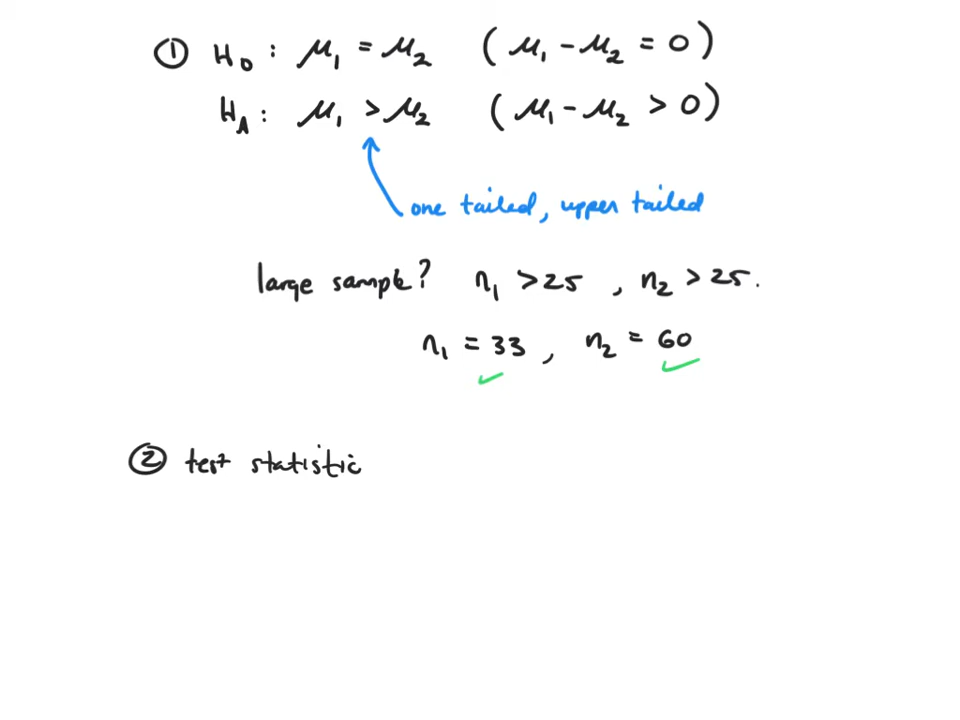 ① H₀ : μ₁ = μ₂ ( μ₁ - μ₂ = 0 )
H_A : μ₁ > μ₂ ( μ₁ - μ₂ > 0 )
one tailed, upper tailed
large sample? n₁ > 25 , n₂ > 25.
n₁ = 33 , n₂ = 60
② test statistic